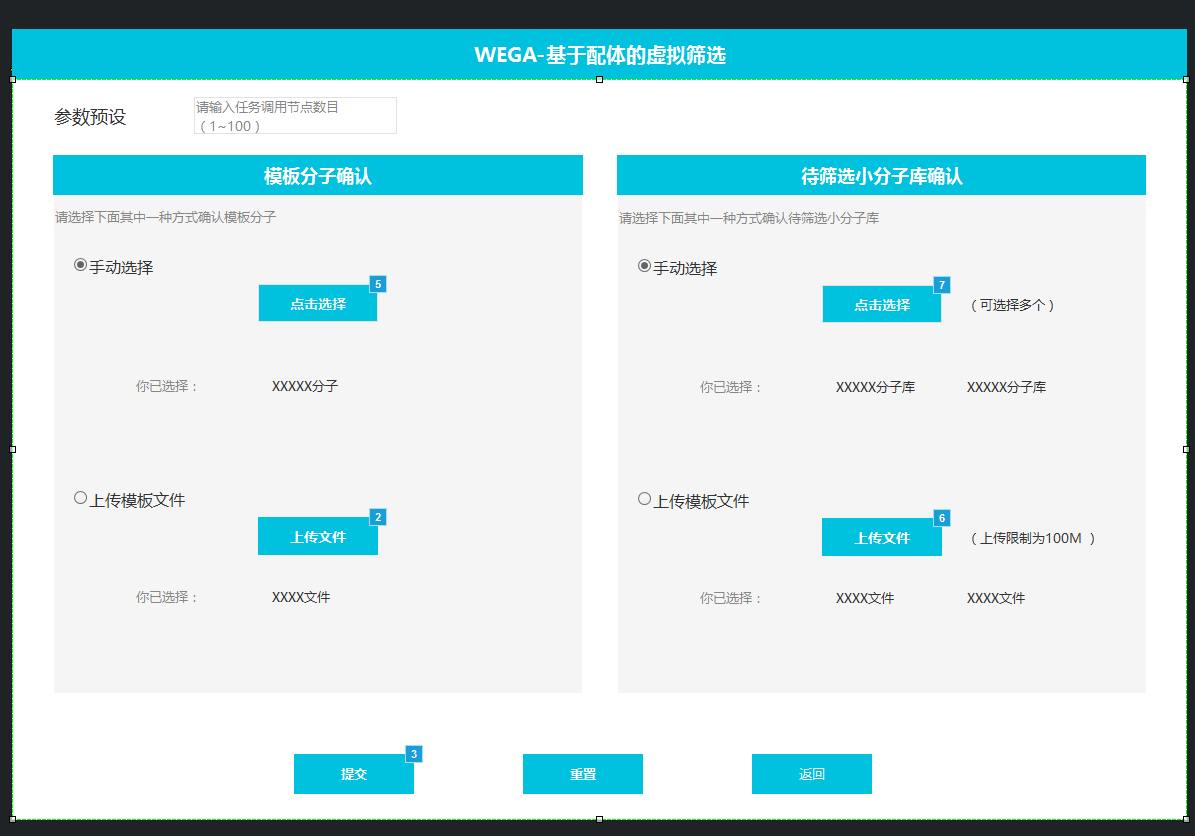 WEGA-基于配体的虚拟筛选
参数预设
请输入任务调用节点数目
（1~100）
模板分子确认
请选择下面其中一种方式确认模板分子
手动选择
5
点击选择
你已选择：
XXXXX分子
上传模板文件
2
上传文件
你已选择：
XXXX文件
待筛选小分子库确认
请选择下面其中一种方式确认待筛选小分子库
手动选择
7
点击选择
（可选择多个）
你已选择：
XXXXX分子库
XXXXX分子库
上传模板文件
6
上传文件
（上传限制为100M ）
你已选择：
XXXX文件
XXXX文件
3
提交
重置
返回